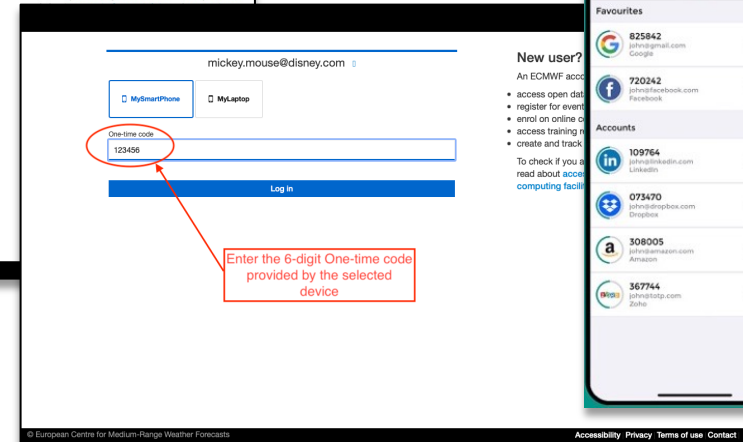 mickey.mouse@disney.com
MySmartPhone
MyLaptop
One-time code
123456
Log in
Enter the 6-digit One-time code
provided by the selected
device
New user?
An ECMWF acco
access open dat
register for event
enrol on online c
access training r
create and track
To check if you a
read about acces
computing facilit
Favourites
825842
john@gmail.com
Google
720242
john@facebook.com
Facebook
Accounts
109764
john@linkedin.com
LinkedIn
073470
john@dropbox.com
Dropbox
308005
john@amazon.com
Amazon
367744
john@totp.com
Zoho
© European Centre for Medium-Range Weather Forecasts
Accessibility Privacy Terms of use Contact